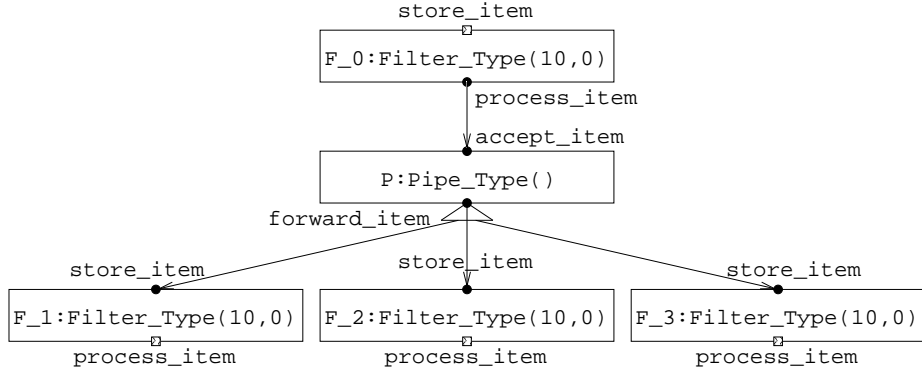 store_item
F_0:Filter_Type(10,0)
process_item
accept_item
P:Pipe_Type()
forward_item
store_item store_item store_item
F_1:Filter_Type(10,0) F_2:Filter_Type(10,0) F_3:Filter_Type(10,0)
process_item process_item process_item